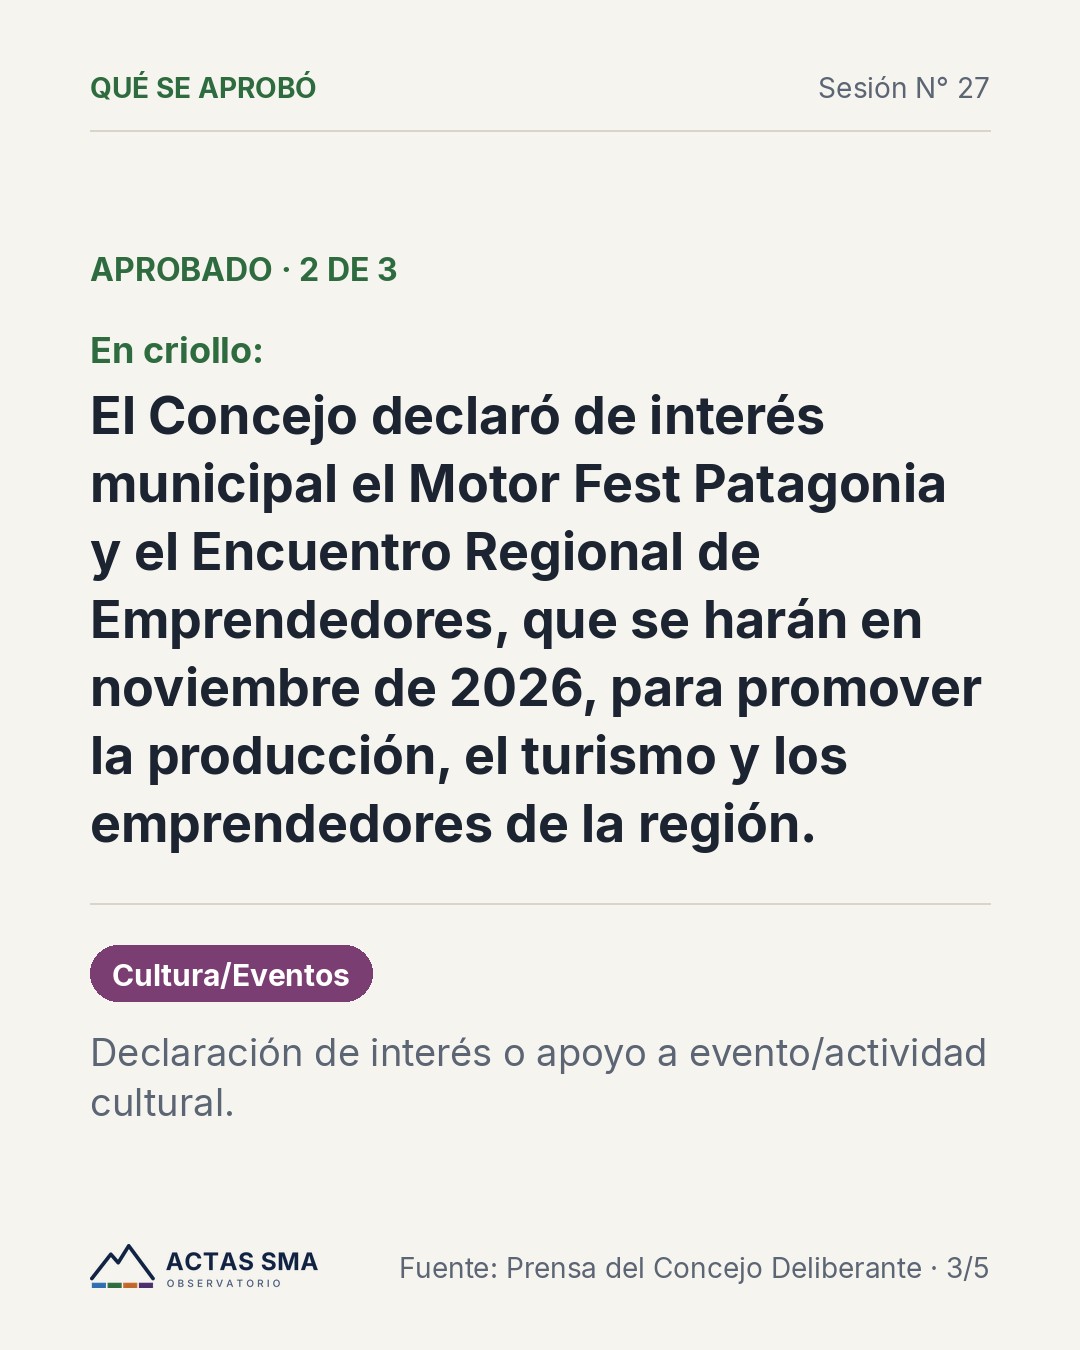 QUÉ SE APROBÓ
Sesión N° 27
APROBADO · 2 DE 3
En criollo:
El Concejo declaró de interés
municipal el Motor Fest Patagonia
y el Encuentro Regional de
Emprendedores, que se harán en
noviembre de 2026, para promover
la producción, el turismo y los
emprendedores de la región.
Cultura/Eventos
Declaración de interés o apoyo a evento/actividad
cultural.
ACTAS SMA
OBSERVATORIO
Fuente: Prensa del Concejo Deliberante · 3/5